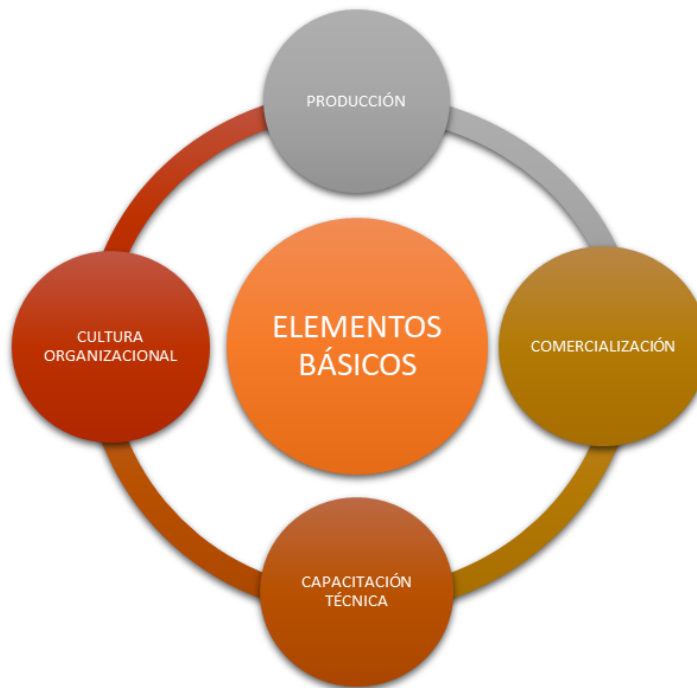 PRODUCCIÓN
CULTURA
ORGANIZACIONAL
ELEMENTOS
BÁSICOS
COMERCIALIZACIÓN
CAPACITACIÓN
TÉCNICA